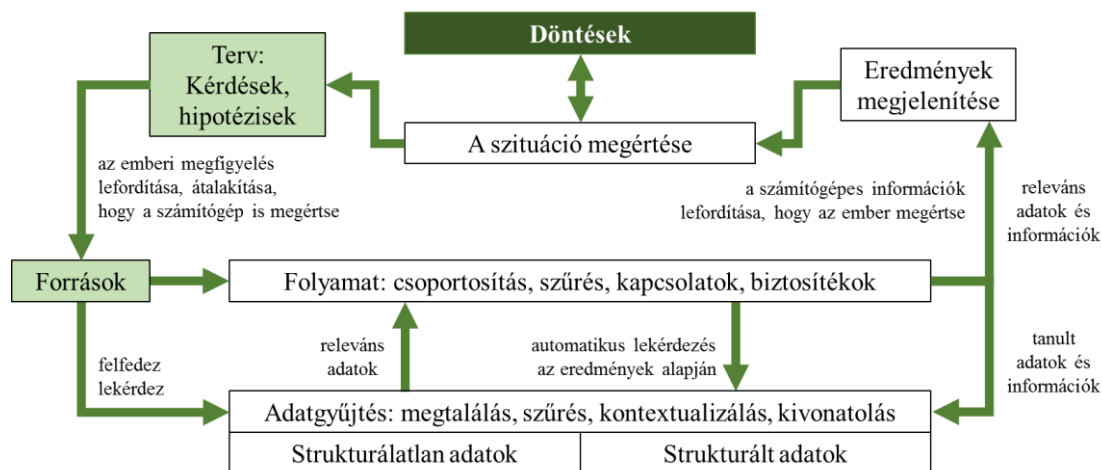 Döntések
Terv:
Kérdések,
hipotézisek
Eredmények
megjelenítése
A szituáció megértése
az emberi megfigyelés
lefordítása, átalakítása,
hogy a számítógép is megértse
a számítógépes információk
lefordítása, hogy az ember megértse
releváns
adatok és
információk
Források
Folyamat: csoportosítás, szűrés, kapcsolatok, biztosítékok
felfedez
lekérdez
releváns
adatok
automatikus lekérdezés
az eredmények alapján
tanult
adatok és
információk
Adatgyűjtés: megtalálás, szűrés, kontextualizálás, kivonatolás
Strukturálatlan adatok
Strukturált adatok